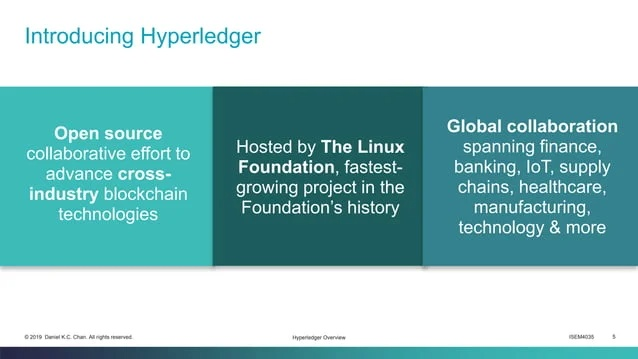 Introducing Hyperledger
Open source
collaborative effort to
advance cross-
industry blockchain
technologies
Hosted by The Linux
Foundation, fastest-
growing project in the
Foundation’s history
Global collaboration
spanning finance,
banking, IoT, supply
chains, healthcare,
manufacturing,
technology & more
© 2019 Daniel K.C. Chan. All rights reserved.
Hyperledger Overview
ISEM4035
5